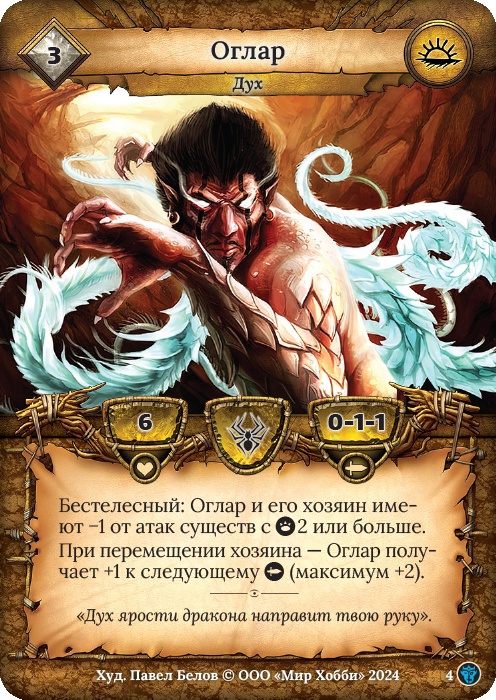 3
Оглар
Дух
6
0-1-1
Бестелесный: Оглар и его хозяин име-
ют −1 от атак существ с 2 или больше.
При перемещении хозяина — Оглар полу-
чает +1 к следующему (максимум +2).
«Дух ярости дракона направит твою руку».
Худ. Павел Белов © ООО «Мир Хобби» 2024
4